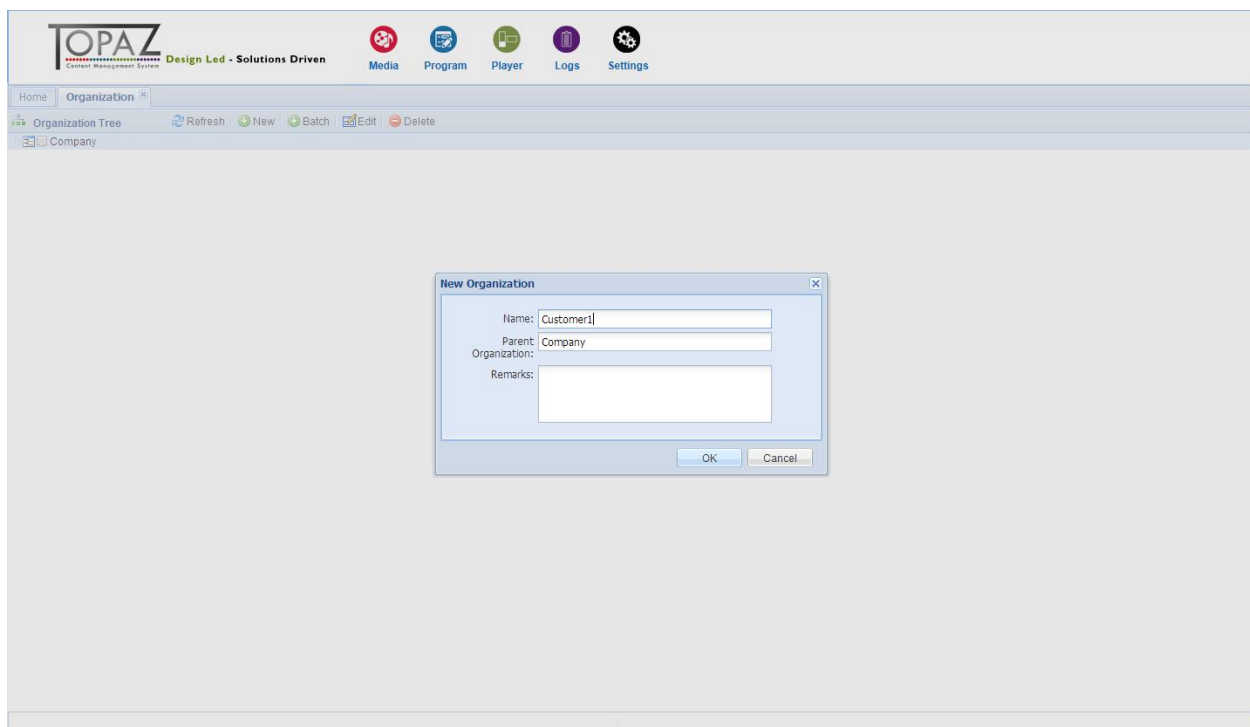 TOPAZ
Content Management System
Design Led - Solutions Driven
Media
Program
Player
Logs
Settings
Home
Organization
Organization Tree
Refresh
New
Batch
Edit
Delete
Company
New Organization
Name:
Customer1
Parent Organization:
Company
Remarks:
OK
Cancel